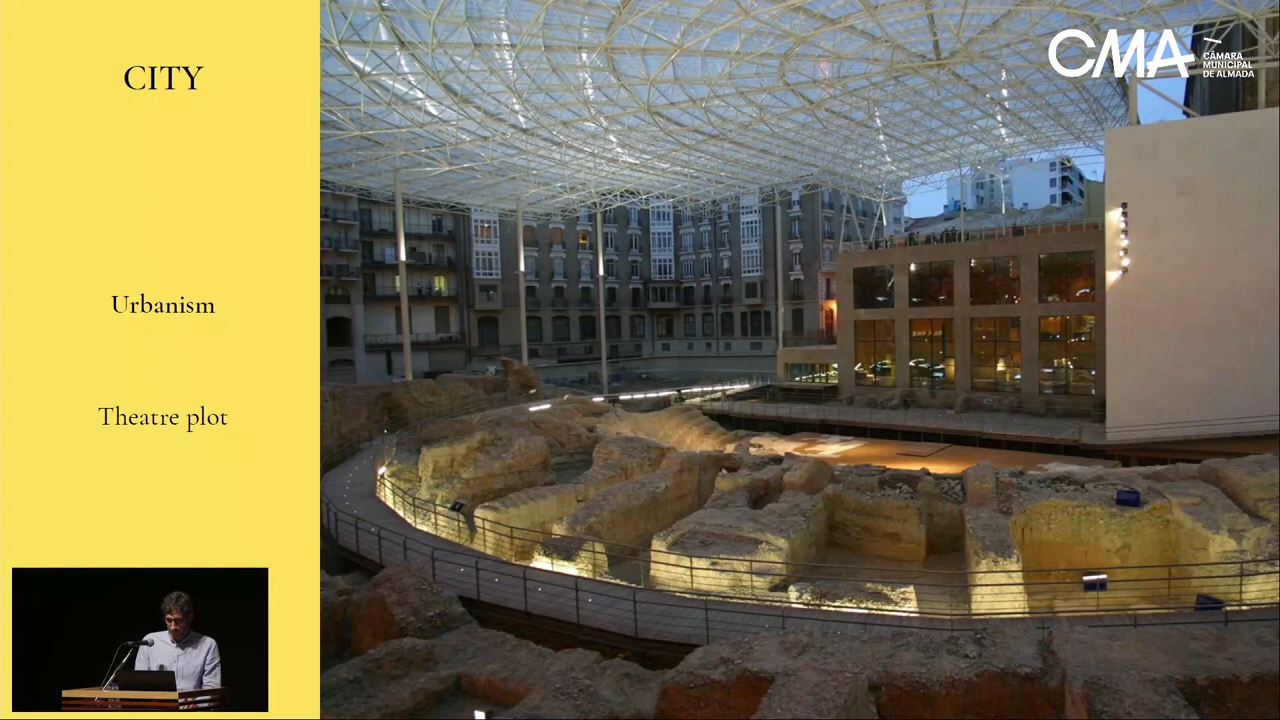 CITY
Urbanism
Theatre plot
CMA
CÂMARA
MUNICIPAL
DE ALMADA